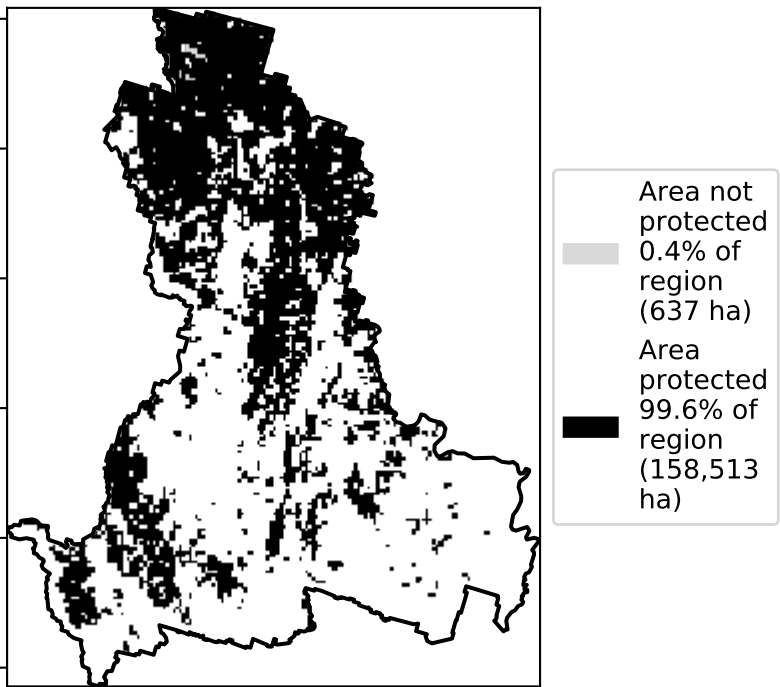 Area not
protected
0.4% of
region
(637 ha)
Area
protected
99.6% of
region
(158,513
ha)